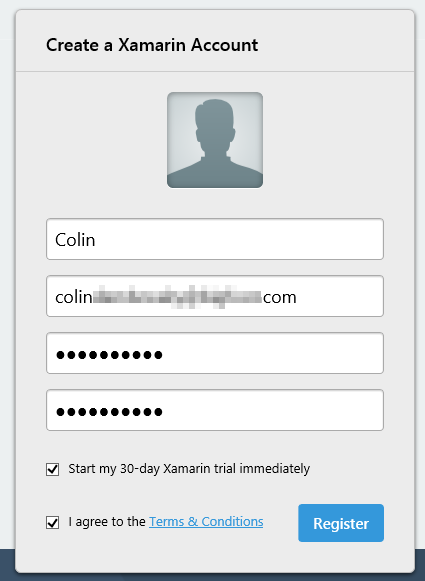 Create a Xamarin Account
Colin
colin com
●●●●●●●●●●
●●●●●●●●●●
Start my 30-day Xamarin trial immediately
I agree to the Terms & Conditions
Register